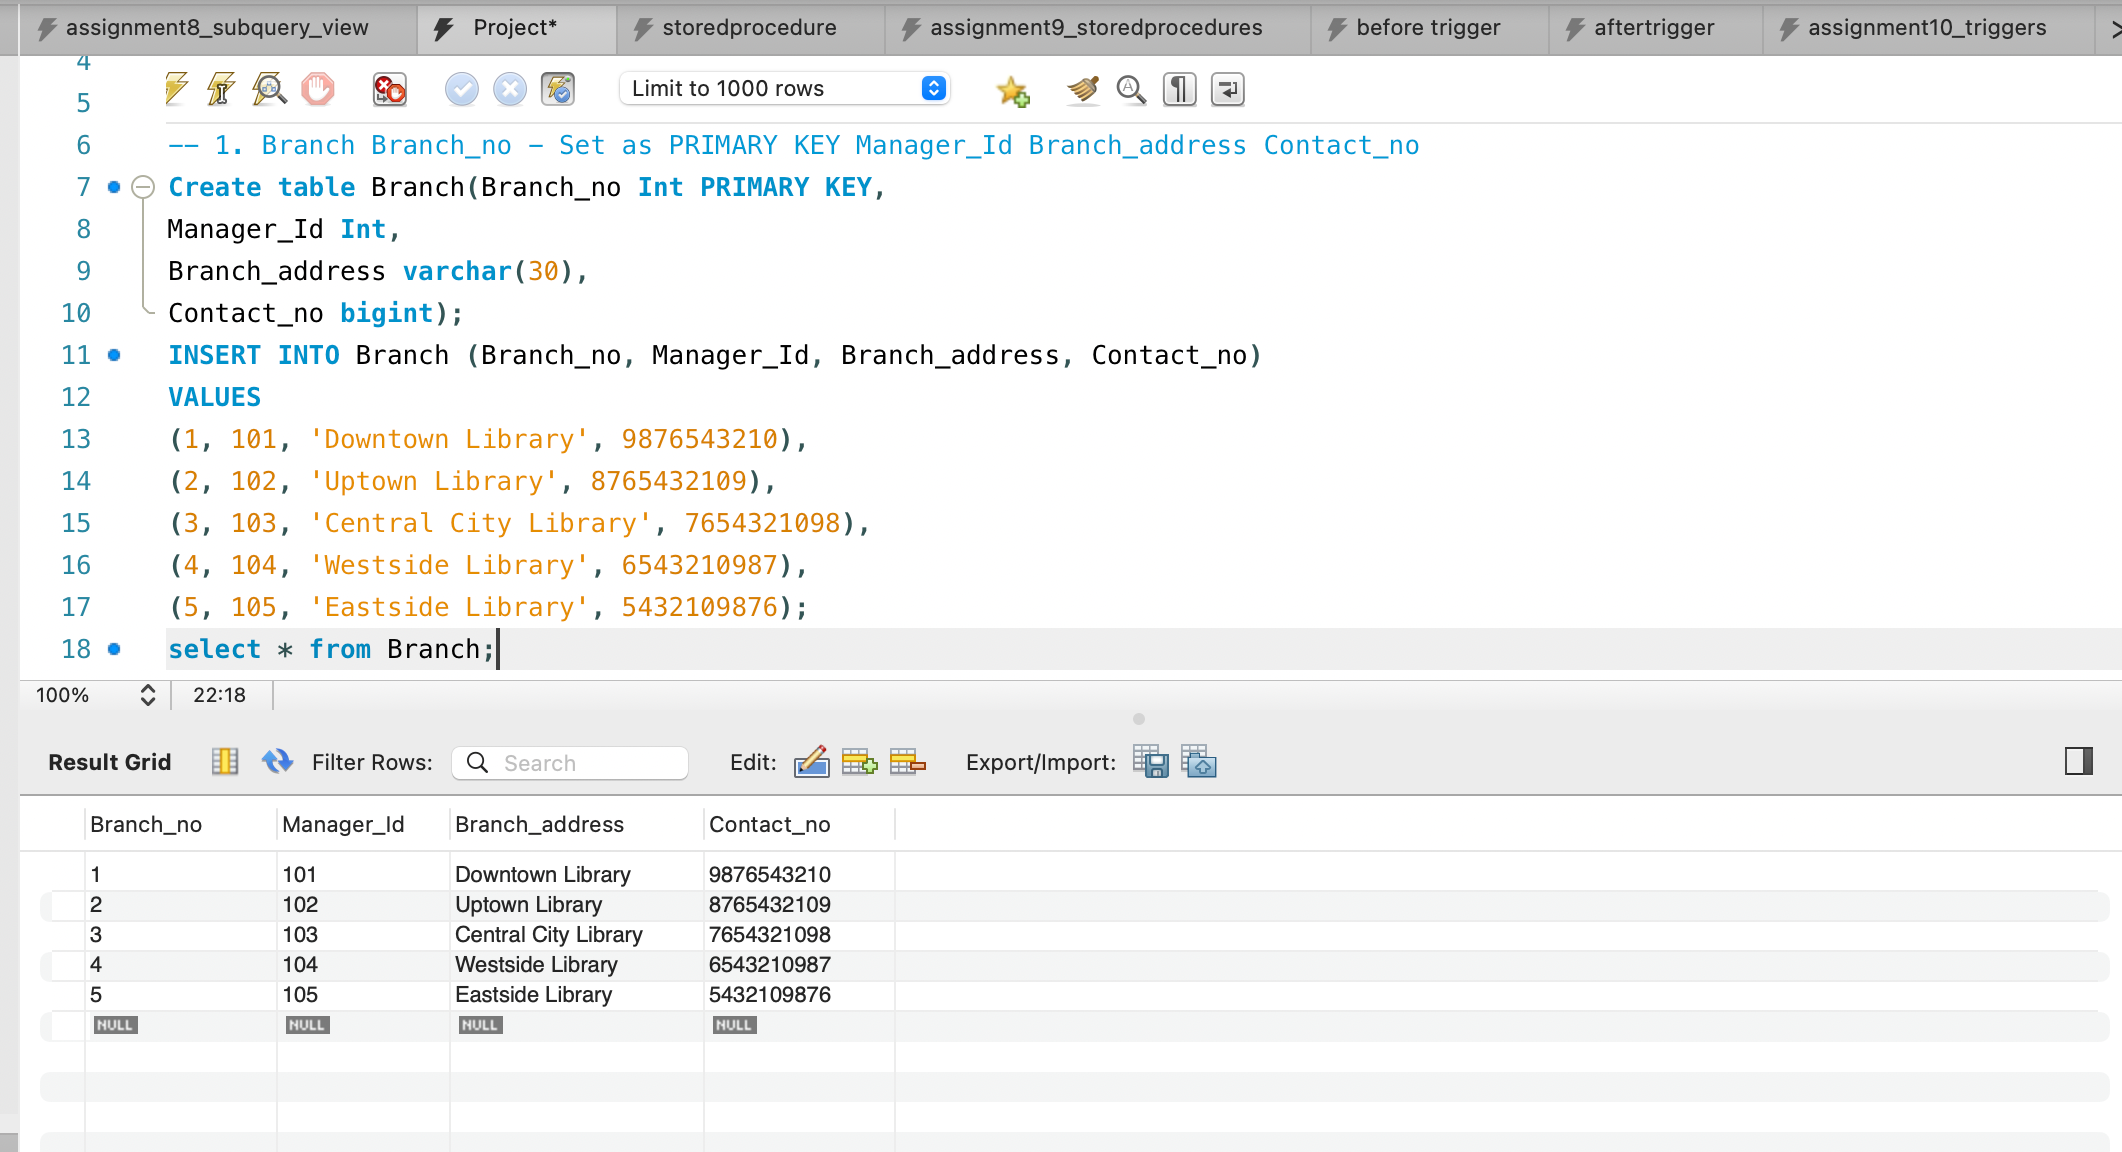 assignment8_subquery_view Project* storedprocedure assignment9_storedprocedures before trigger aftertrigger assignment10_triggers
4
Limit to 1000 rows
5
6 -- 1. Branch Branch_no - Set as PRIMARY KEY Manager_Id Branch_address Contact_no
7 Create table Branch(Branch_no Int PRIMARY KEY,
8 Manager_Id Int,
9 Branch_address varchar(30),
10 Contact_no bigint);
11 INSERT INTO Branch (Branch_no, Manager_Id, Branch_address, Contact_no)
12 VALUES
13 (1, 101, 'Downtown Library', 9876543210),
14 (2, 102, 'Uptown Library', 8765432109),
15 (3, 103, 'Central City Library', 7654321098),
16 (4, 104, 'Westside Library', 6543210987),
17 (5, 105, 'Eastside Library', 5432109876);
18 select * from Branch;
100% 22:18
Result Grid Filter Rows: Search Edit: Export/Import:
Branch_no Manager_Id Branch_address Contact_no
1 101 Downtown Library 9876543210
2 102 Uptown Library 8765432109
3 103 Central City Library 7654321098
4 104 Westside Library 6543210987
5 105 Eastside Library 5432109876
NULL NULL NULL NULL